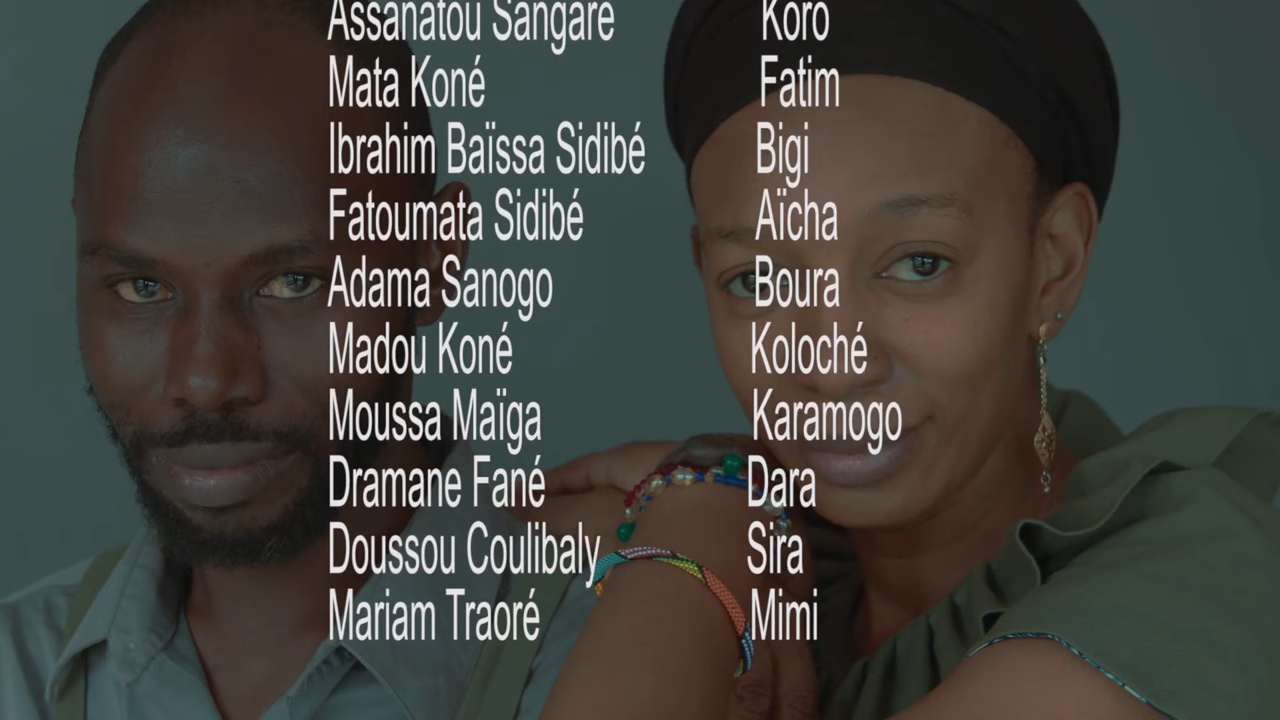 Assanatou Sangaré Koro
Mata Koné Fatim
Ibrahim Baïssa Sidibé Bigi
Fatoumata Sidibé Aïcha
Adama Sanogo Boura
Madou Koné Koloché
Moussa Maïga Karamogo
Dramane Fané Dara
Doussou Coulibaly Sira
Mariam Traoré Mimi